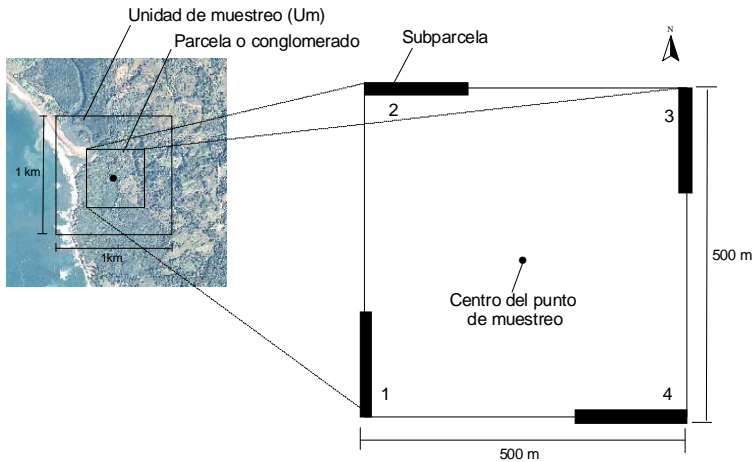 Unidad de muestreo (Um)
Parcela o conglomerado
Subparcela
N
2
3
1 km
1km
500 m
Centro del punto
de muestreo
1
4
500 m